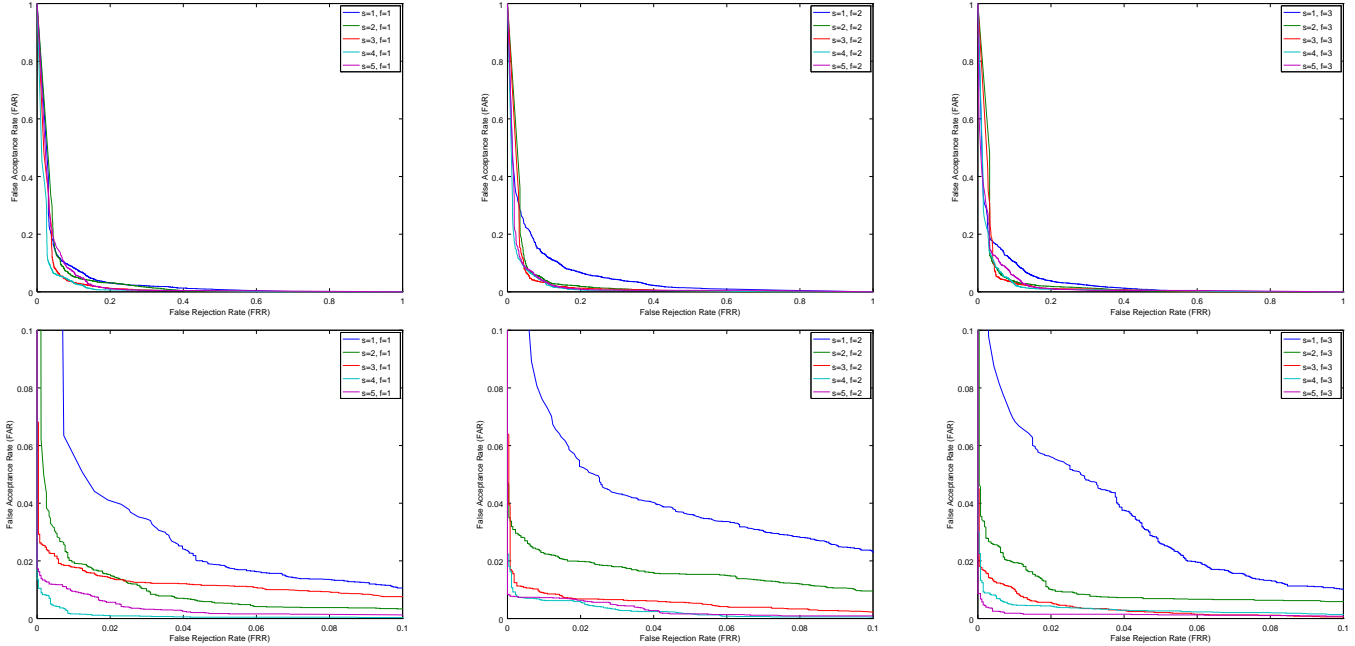 1
0.8
0.6
0.4
0.2
0
False Acceptance Rate (FAR)
s=1, f=1
s=2, f=1
s=3, f=1
s=4, f=1
s=5, f=1
0 0.2 0.4 0.6 0.8 1
False Rejection Rate (FRR)
1
0.8
0.6
0.4
0.2
0
False Acceptance Rate (FAR)
s=1, f=2
s=2, f=2
s=3, f=2
s=4, f=2
s=5, f=2
0 0.2 0.4 0.6 0.8 1
False Rejection Rate (FRR)
1
0.8
0.6
0.4
0.2
0
False Acceptance Rate (FAR)
s=1, f=3
s=2, f=3
s=3, f=3
s=4, f=3
s=5, f=3
0 0.2 0.4 0.6 0.8 1
False Rejection Rate (FRR)
0.1
0.08
0.06
0.04
0.02
0
False Acceptance Rate (FAR)
s=1, f=1
s=2, f=1
s=3, f=1
s=4, f=1
s=5, f=1
0 0.02 0.04 0.06 0.08 0.1
False Rejection Rate (FRR)
0.1
0.08
0.06
0.04
0.02
0
False Acceptance Rate (FAR)
s=1, f=2
s=2, f=2
s=3, f=2
s=4, f=2
s=5, f=2
0 0.02 0.04 0.06 0.08 0.1
False Rejection Rate (FRR)
0.1
0.08
0.06
0.04
0.02
0
False Acceptance Rate (FAR)
s=1, f=3
s=2, f=3
s=3, f=3
s=4, f=3
s=5, f=3
0 0.02 0.04 0.06 0.08 0.1
False Rejection Rate (FRR)